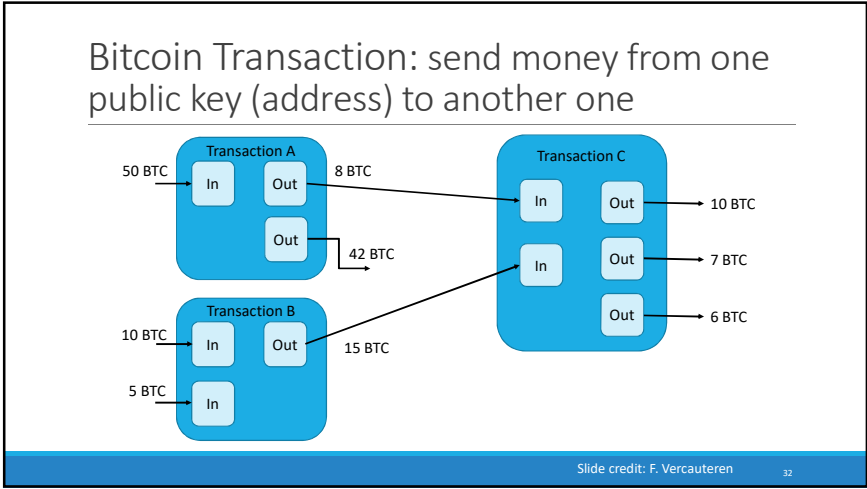 Bitcoin Transaction: send money from one
public key (address) to another one
Transaction A
50 BTC
In
Out
8 BTC
Out
42 BTC
Transaction B
10 BTC
In
Out
15 BTC
5 BTC
In
Transaction C
In
Out
10 BTC
In
Out
7 BTC
Out
6 BTC
Slide credit: F. Vercauteren
32